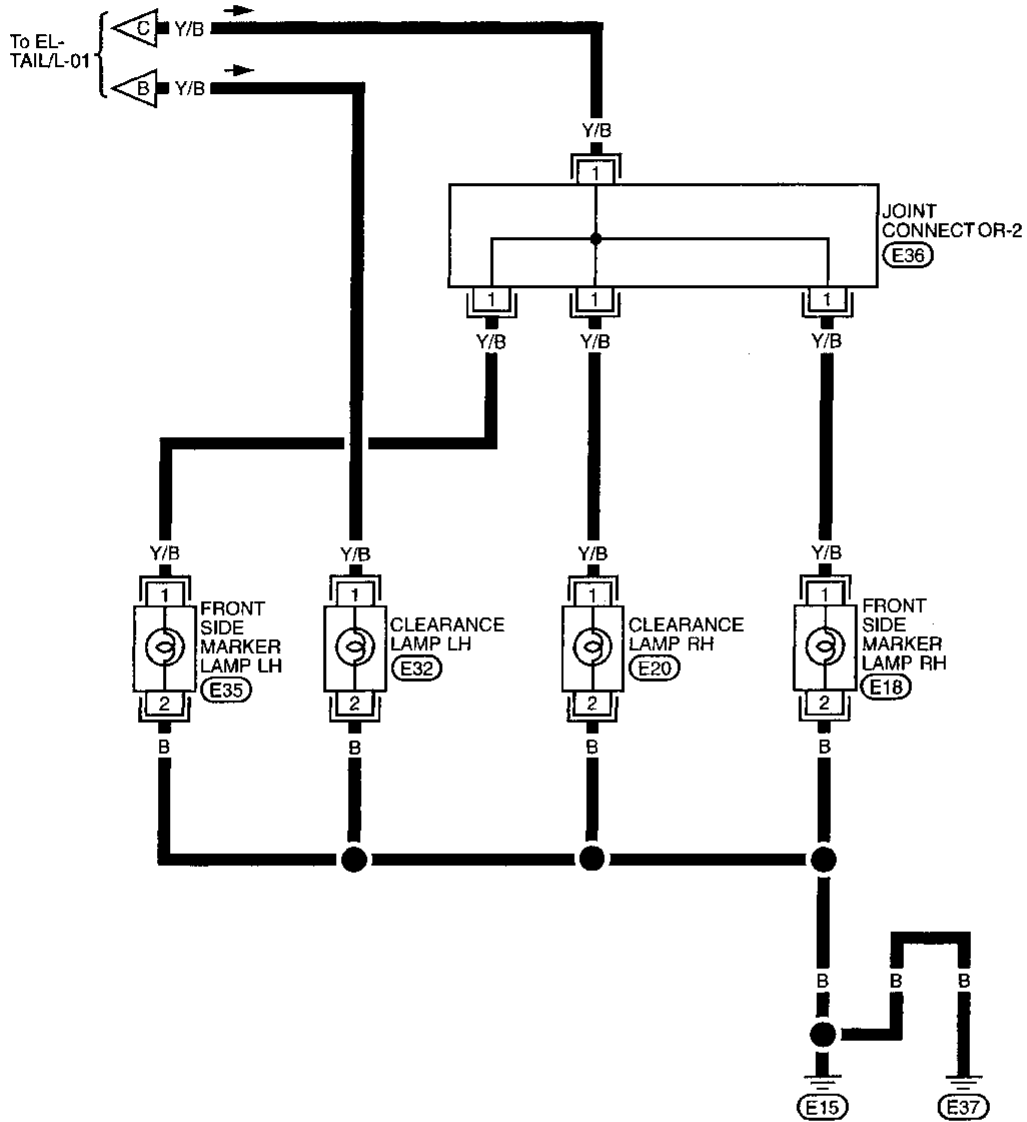 To EL-
TAIL/L-01
C Y/B
B Y/B
Y/B
1
JOINT
CONNECTOR-2
E36
1 1 1
Y/B Y/B Y/B
Y/B Y/B Y/B Y/B
1 1 1 1
FRONT
SIDE
MARKER
LAMP LH
E35
CLEARANCE
LAMP LH
E32
CLEARANCE
LAMP RH
E20
FRONT
SIDE
MARKER
LAMP RH
E18
2 2 2 2
B B B B
B B B
E15 E37